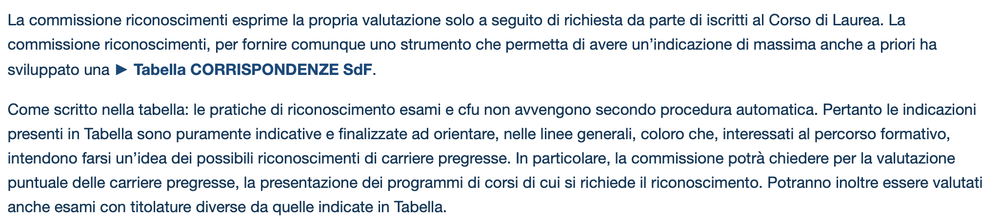 La commissione riconoscimenti esprime la propria valutazione solo a seguito di richiesta da parte di iscritti al Corso di Laurea. La
commissione riconoscimenti, per fornire comunque uno strumento che permetta di avere un’indicazione di massima anche a priori ha
sviluppato una ► Tabella CORRISPONDENZE SdF.
Come scritto nella tabella: le pratiche di riconoscimento esami e cfu non avvengono secondo procedura automatica. Pertanto le indicazioni
presenti in Tabella sono puramente indicative e finalizzate ad orientare, nelle linee generali, coloro che, interessati al percorso formativo,
intendono farsi un’idea dei possibili riconoscimenti di carriere pregresse. In particolare, la commissione potrà chiedere per la valutazione
puntuale delle carriere pregresse, la presentazione dei programmi di corsi di cui si richiede il riconoscimento. Potranno inoltre essere valutati
anche esami con titolature diverse da quelle indicate in Tabella.